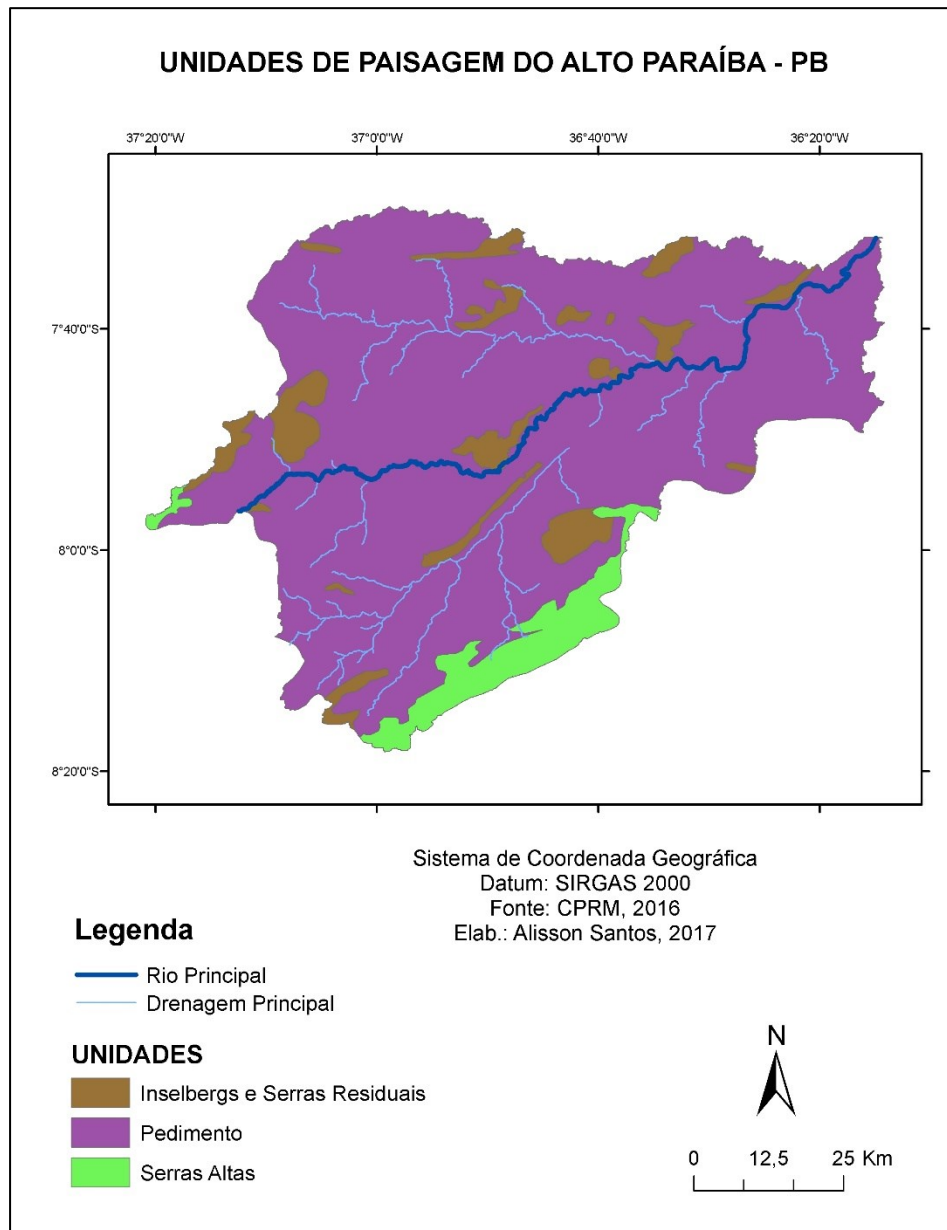 UNIDADES DE PAISAGEM DO ALTO PARAÍBA - PB
37°20'0"W
37°0'0"W
36°40'0"W
36°20'0"W
7°40'0"S
8°0'0"S
8°20'0"S
Sistema de Coordenada Geográfica
Datum: SIRGAS 2000
Fonte: CPRM, 2016
Elab.: Alisson Santos, 2017
Legenda
Rio Principal
Drenagem Principal
UNIDADES
Inselbergs e Serras Residuais
Pedimento
Serras Altas
N
0 12,5 25 Km